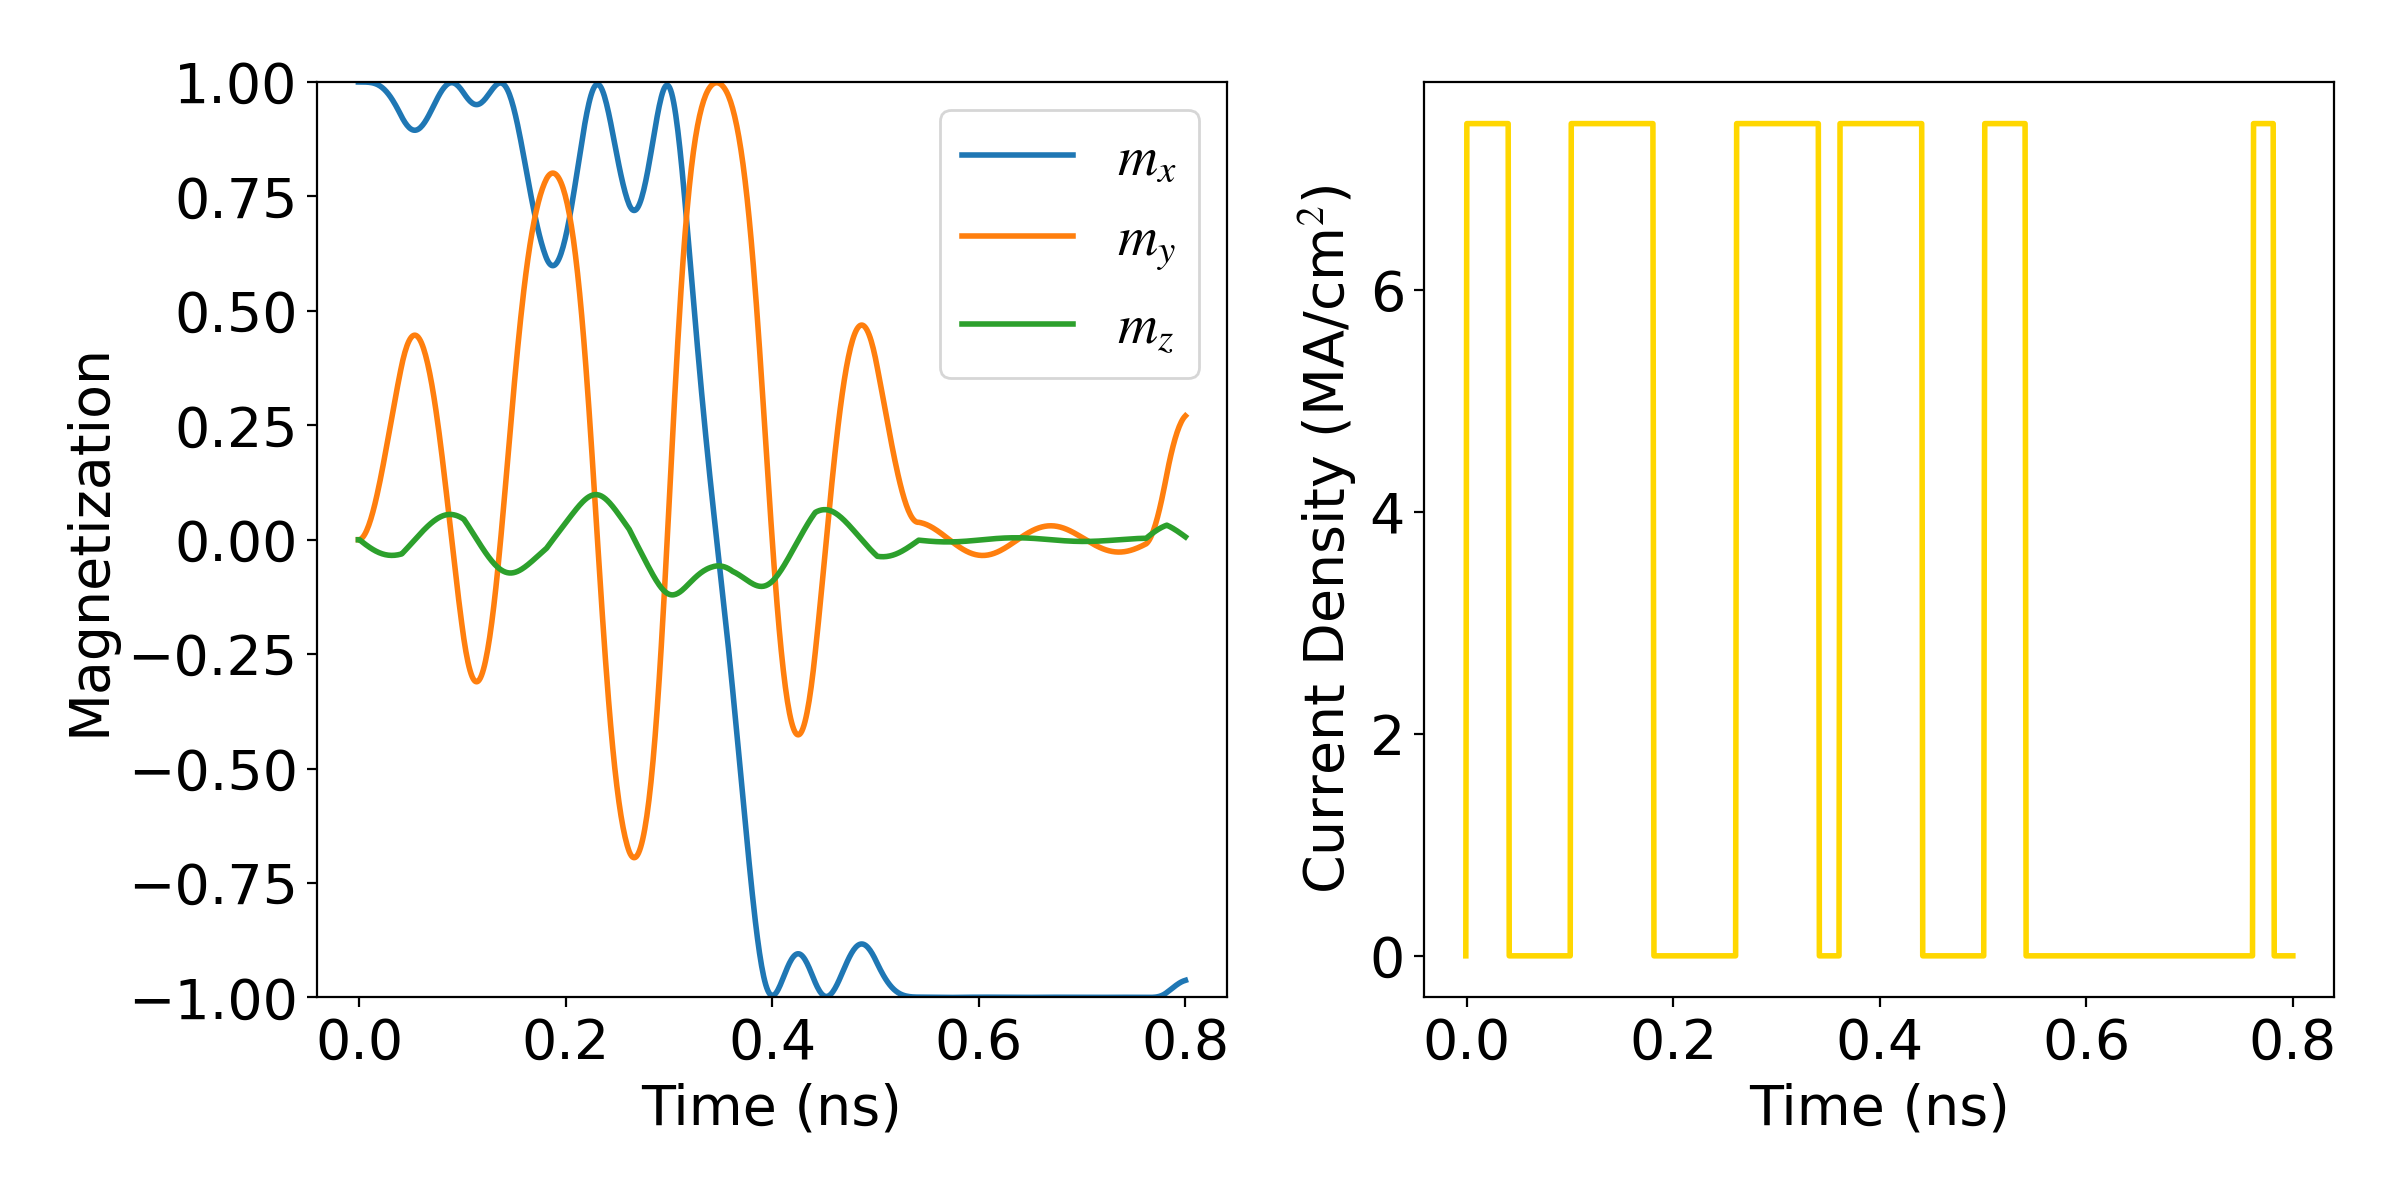 Magnetization
1.00
0.75
0.50
0.25
0.00
−0.25
−0.50
−0.75
−1.00
0.0 0.2 0.4 0.6 0.8
Time (ns)
m_x
m_y
m_z
Current Density (MA/cm²)
6
4
2
0
0.0 0.2 0.4 0.6 0.8
Time (ns)